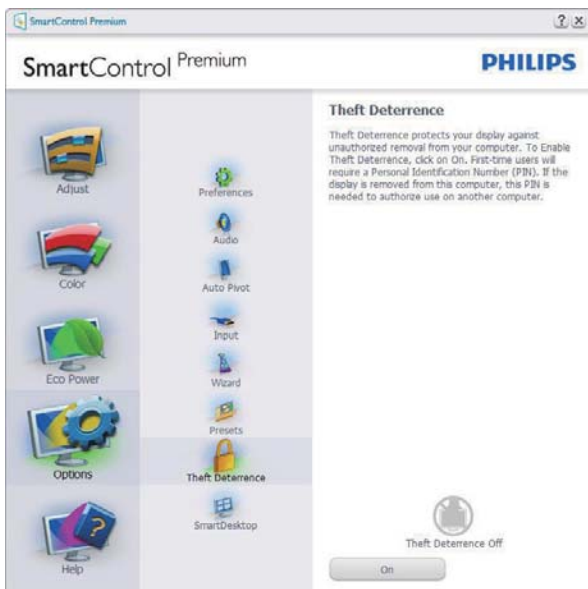 SmartControl Premium
? x
SmartControl Premium
PHILIPS
Adjust
Color
Eco Power
Options
Help
Preferences
Audio
Auto Pivot
Input
Wizard
Presets
Theft Deterrence
SmartDesktop
Theft Deterrence
Theft Deterrence protects your display against
unauthorized removal from your computer. To Enable
Theft Deterrence, click on On. First-time users will
require a Personal Identification Number (PIN). If the
display is removed from this computer, this PIN is
needed to authorize use on another computer.
Theft Deterrence Off
On